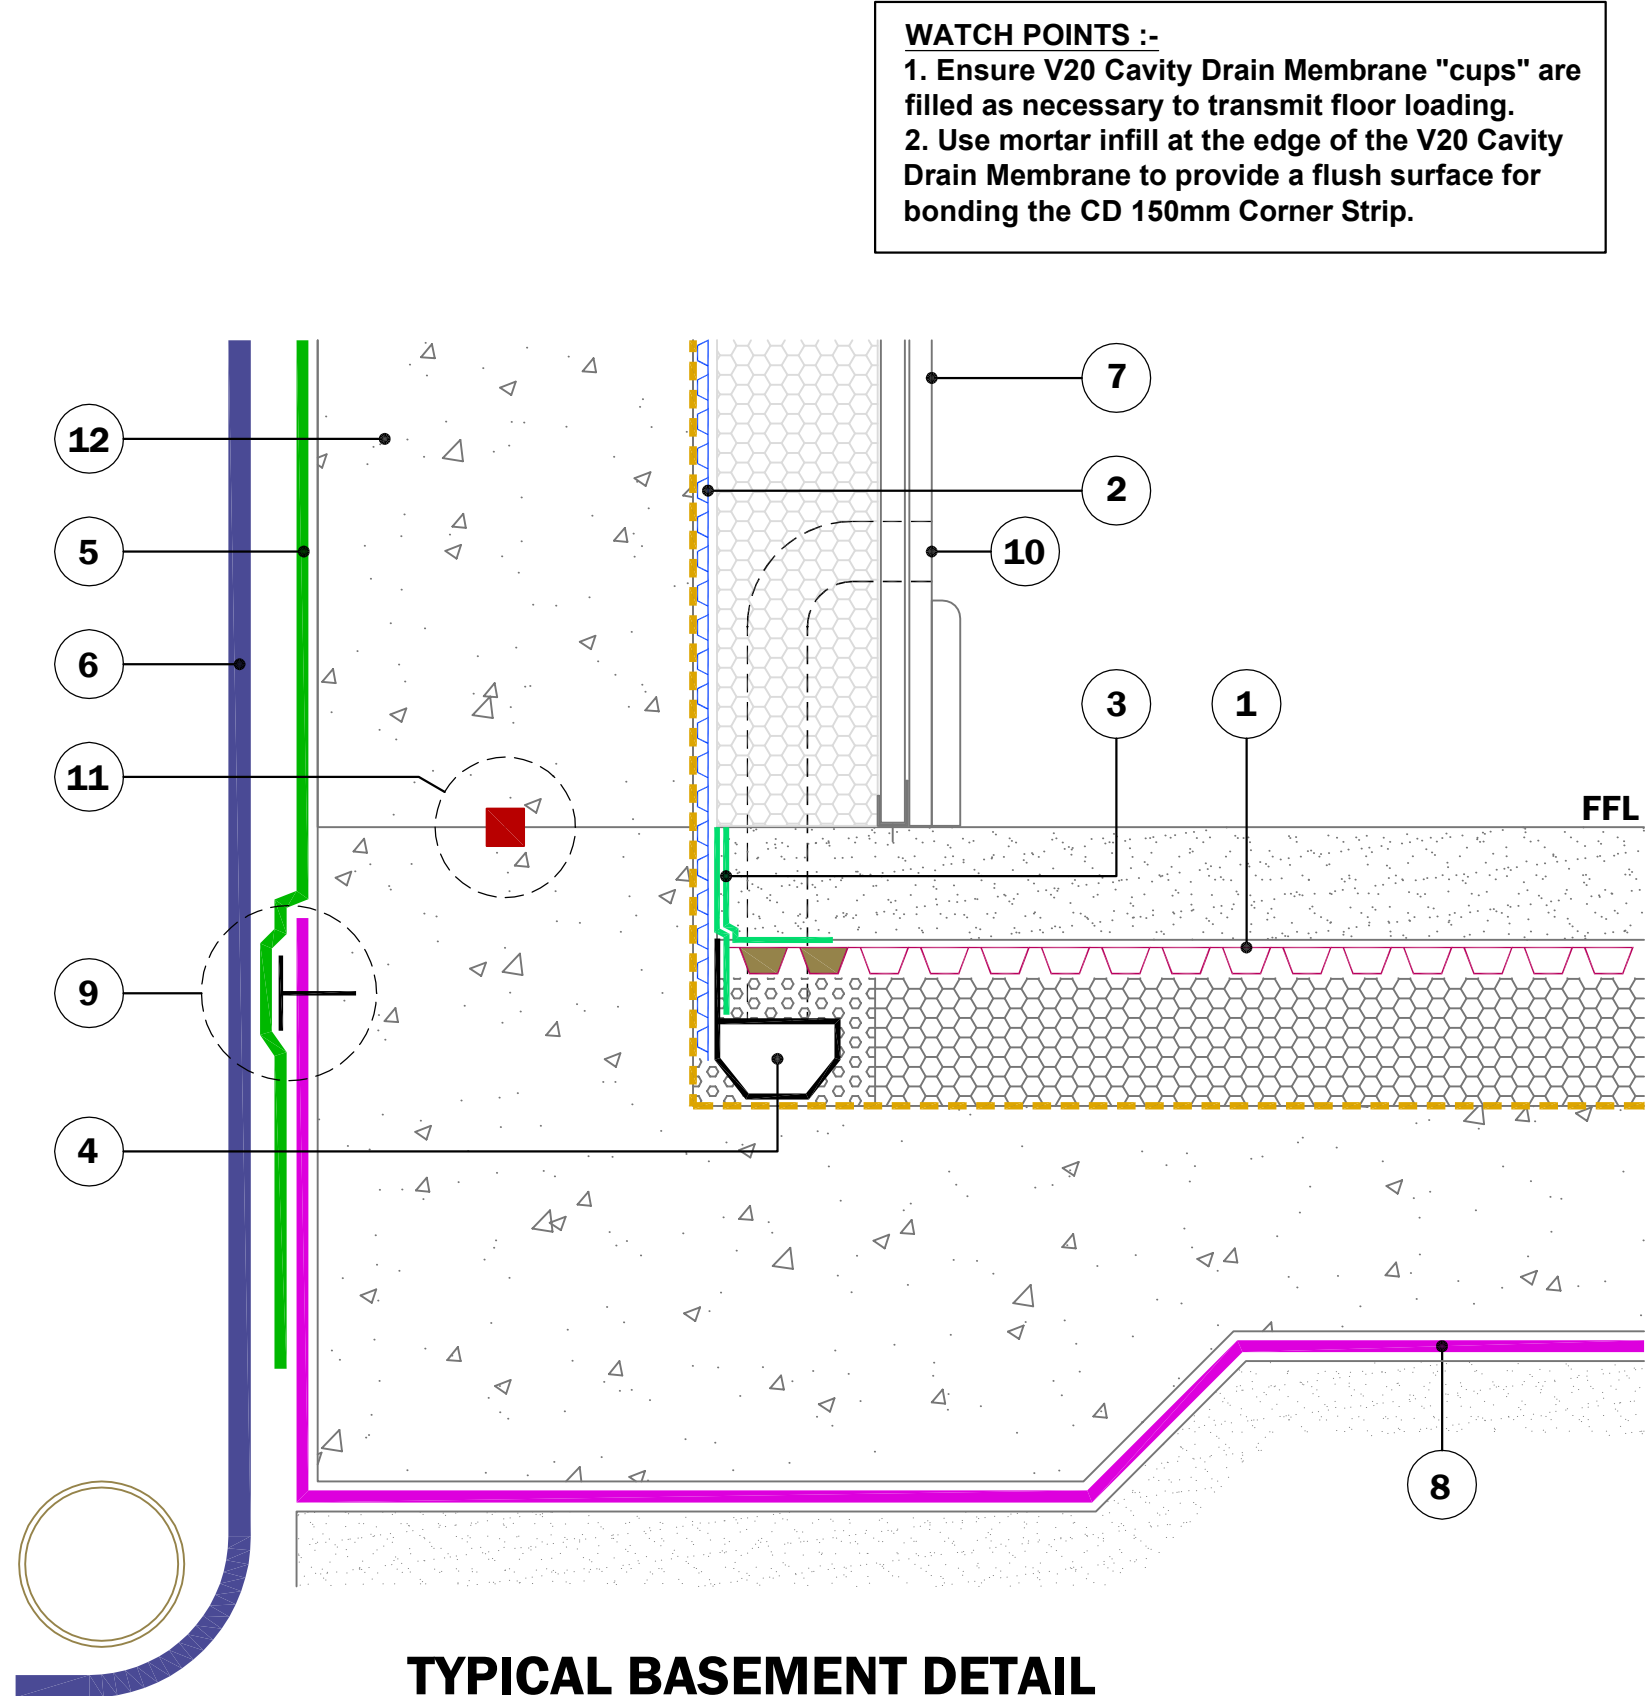 WATCH POINTS :-
1. Ensure V20 Cavity Drain Membrane "cups" are
filled as necessary to transmit floor loading.
2. Use mortar infill at the edge of the V20 Cavity
Drain Membrane to provide a flush surface for
bonding the CD 150mm Corner Strip.
7
12
2
5
10
6
3
1
11
FFL
9
4
8
TYPICAL BASEMENT DETAIL